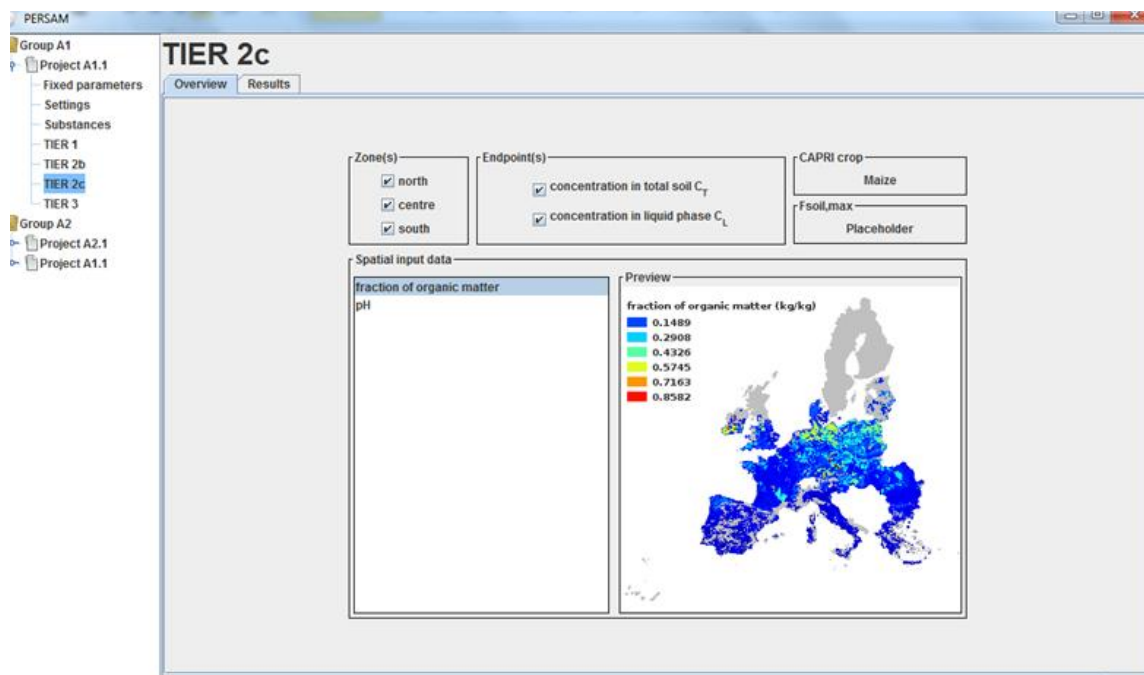 PERSAM
Group A1
Project A1.1
Fixed parameters
Settings
Substances
TIER 1
TIER 2b
TIER 2c
TIER 3
Group A2
Project A2.1
Project A1.1
TIER 2c
Overview
Results
Zone(s)
north
centre
south
Endpoint(s)
concentration in total soil C_T
concentration in liquid phase C_L
CAPRI crop
Maize
Fsoil,max
Placeholder
Spatial input data
fraction of organic matter
pH
Preview
fraction of organic matter (kg/kg)
0.1489
0.2908
0.4326
0.5745
0.7163
0.8582